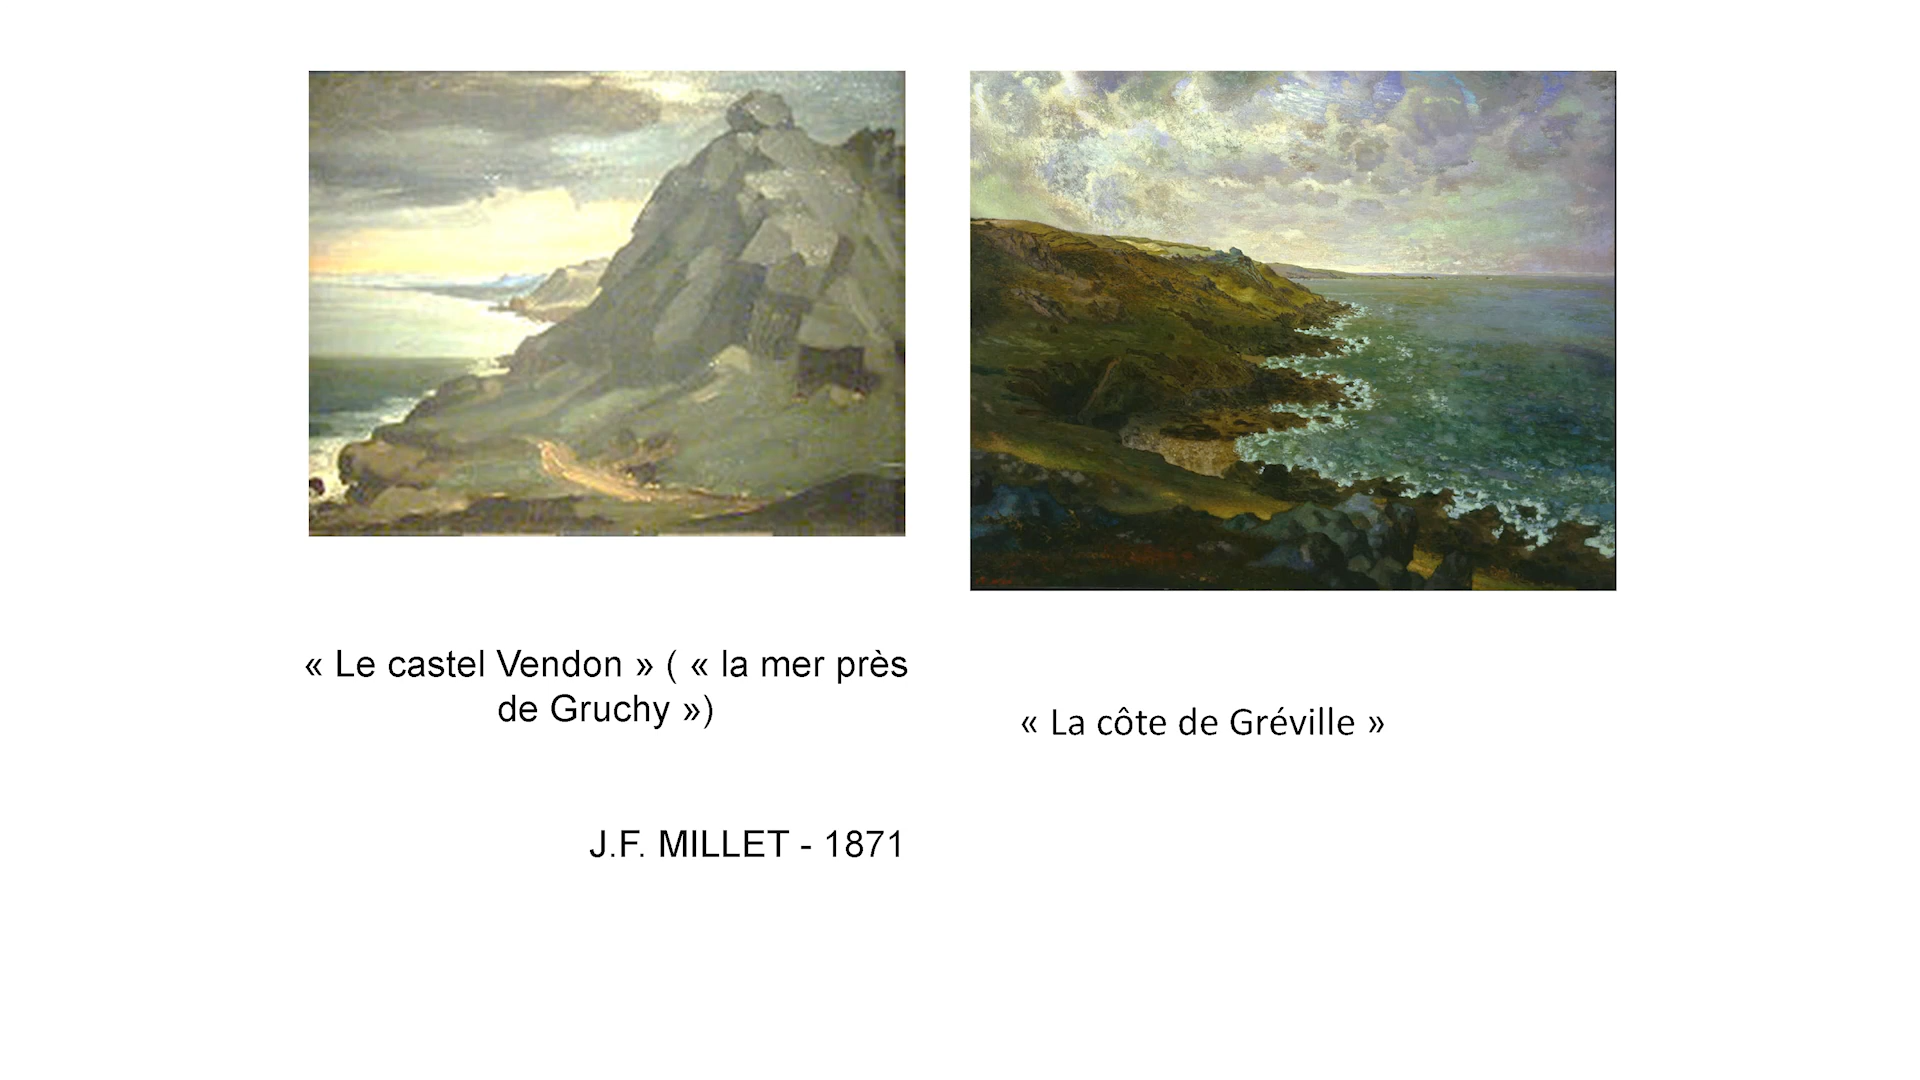 « Le castel Vendon » ( « la mer près
de Gruchy »)
« La côte de Gréville »
J.F. MILLET - 1871